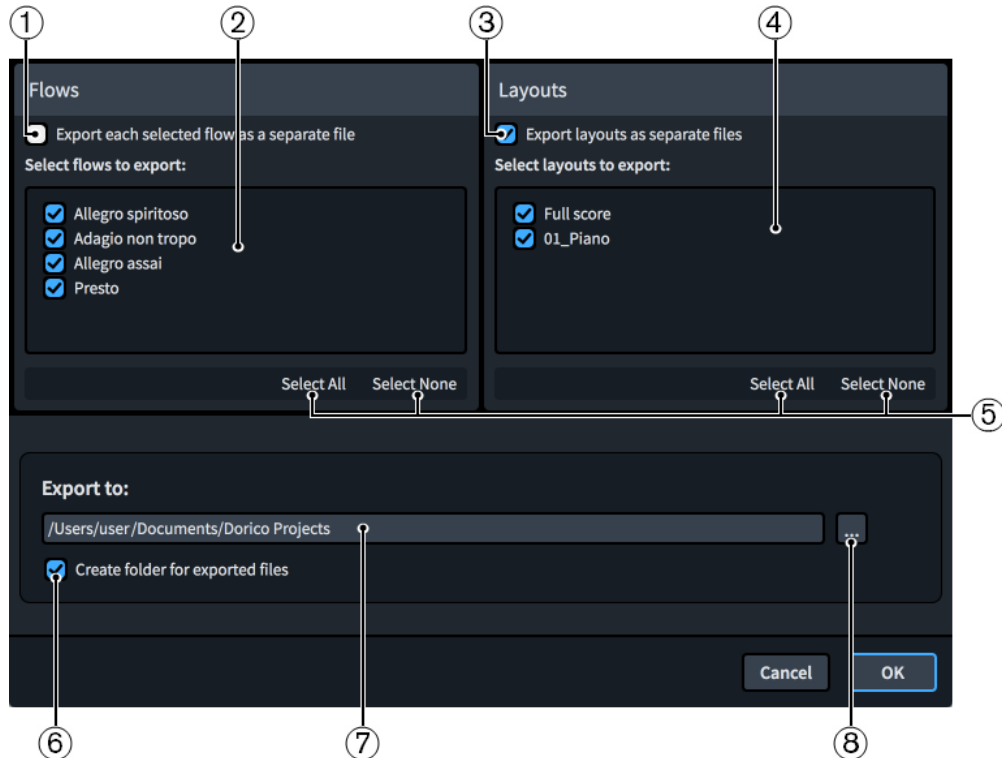 ① ② ③ ④
Flows
Export each selected flow as a separate file
Select flows to export:
Allegro spiritoso
Adagio non tropo
Allegro assai
Presto
Select All Select None
Layouts
Export layouts as separate files
Select layouts to export:
Full score
01_Piano
Select All Select None
⑤
Export to:
/Users/user/Documents/Dorico Projects
...
Create folder for exported files
Cancel OK
⑥ ⑦ ⑧